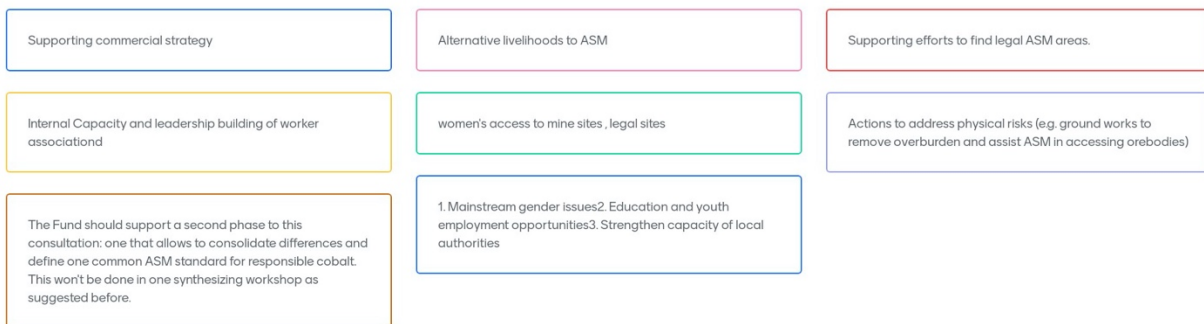 Supporting commercial strategy
Alternative livelihoods to ASM
Supporting efforts to find legal ASM areas.
Internal Capacity and leadership building of worker
associationd
women's access to mine sites , legal sites
Actions to address physical risks (e.g. ground works to
remove overburden and assist ASM in accessing orebodies)
The Fund should support a second phase to this
consultation: one that allows to consolidate differences and
define one common ASM standard for responsible cobalt.
This won't be done in one synthesizing workshop as
suggested before.
1. Mainstream gender issues2. Education and youth
employment opportunities3. Strengthen capacity of local
authorities